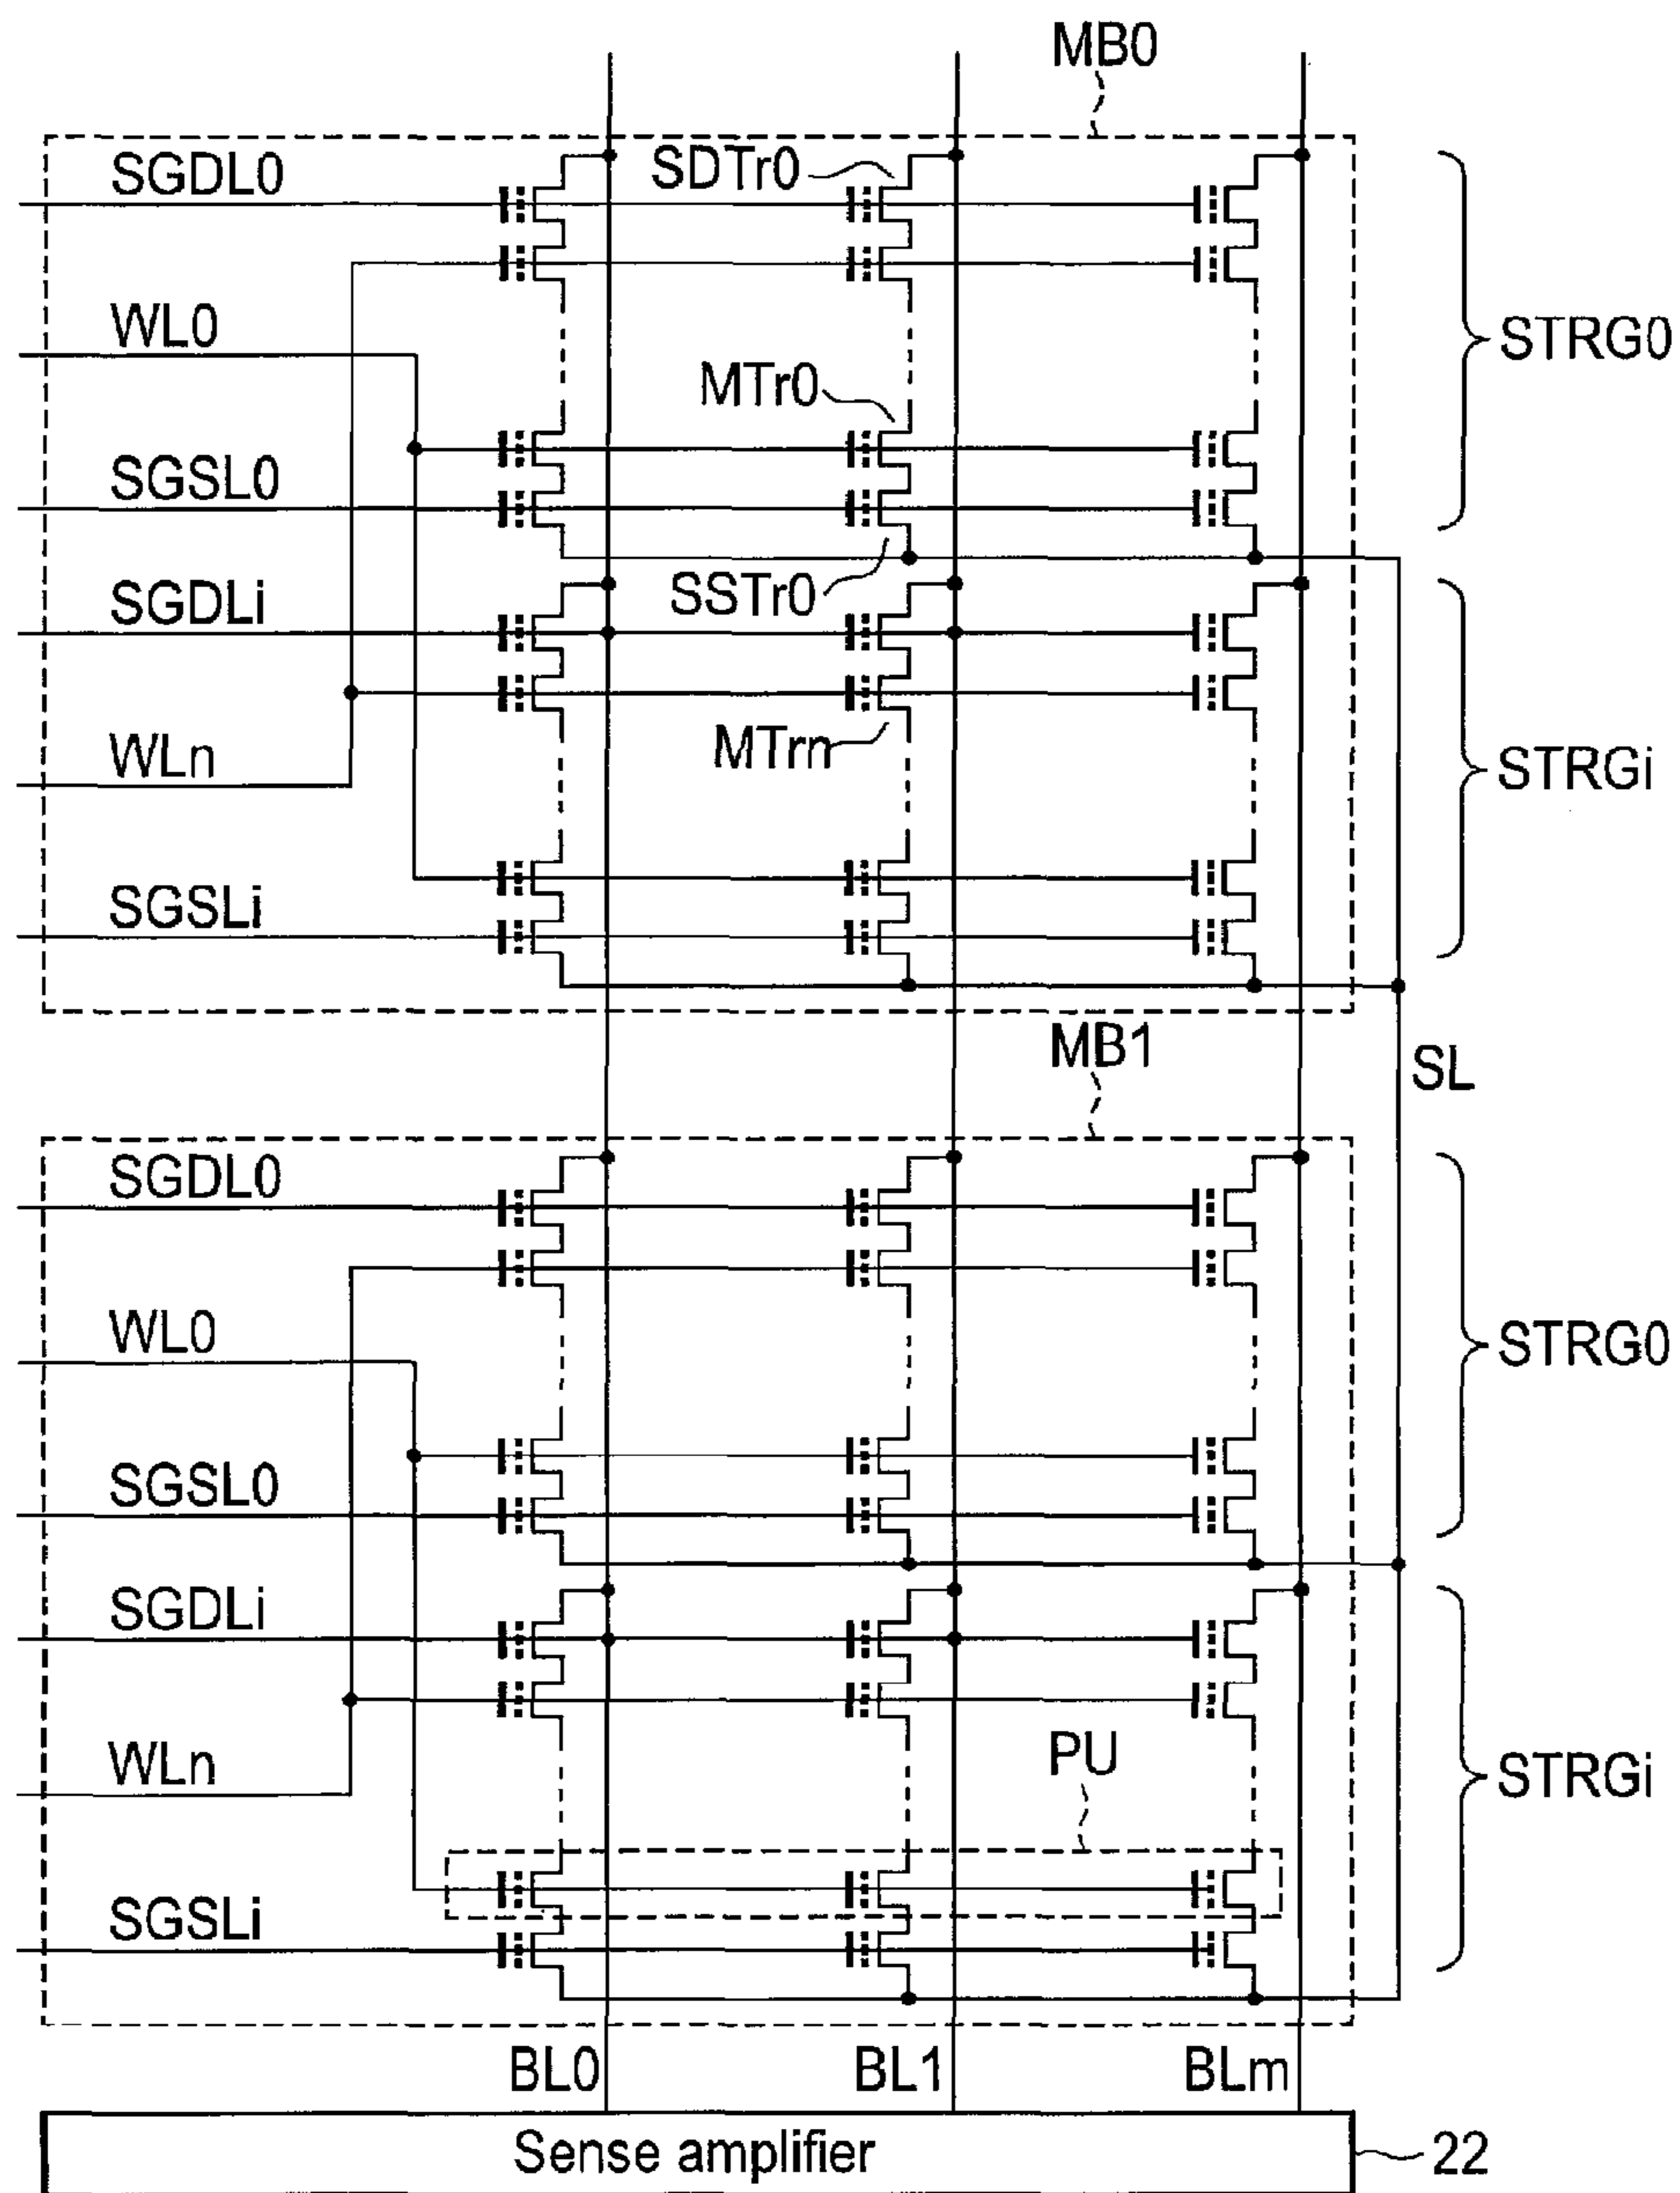 MB0
SGDL0
SDTr0
WL0
STRG0
MTr0
SGSL0
SSTr0
SGDLi
MTrn
WLn
STRGi
SGSLi
MB1
SL
SGDL0
WL0
STRG0
SGSL0
SGDLi
PU
WLn
STRGi
SGSLi
BL0
BL1
BLm
Sense amplifier
22